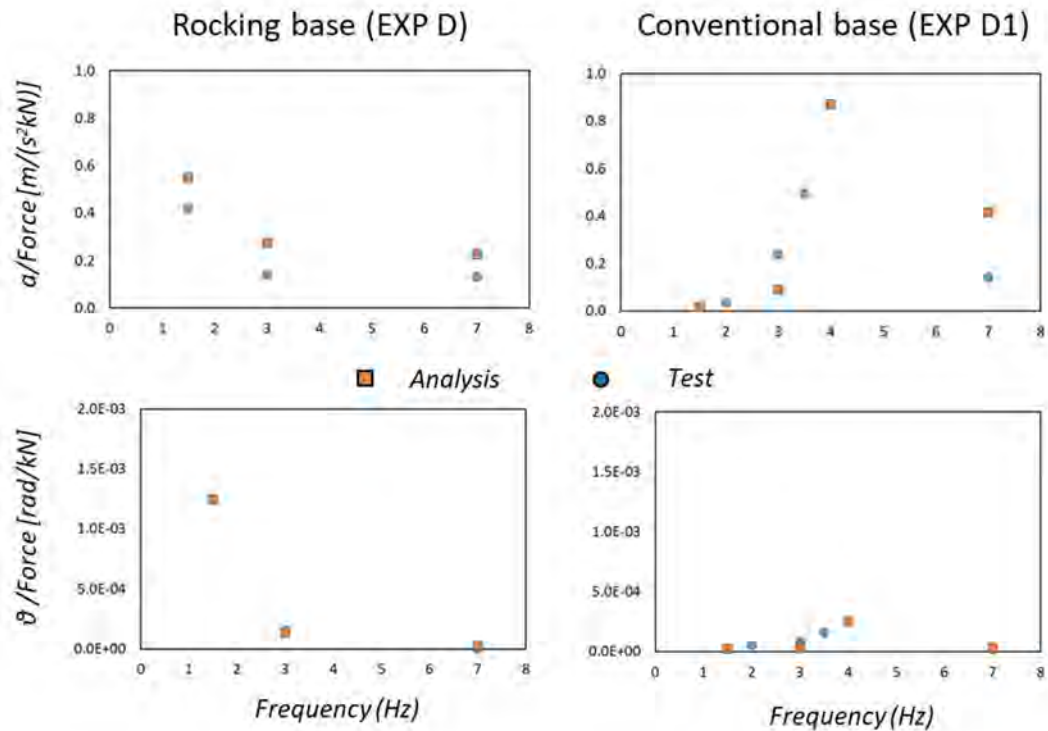 Rocking base (EXP D)
Conventional base (EXP D1)
a/Force [m/(s²kN)]
1.0
0.8
0.6
0.4
0.2
0.0
0 1 2 3 4 5 6 7 8
1.0
0.8
0.6
0.4
0.2
0.0
0 1 2 3 4 5 6 7 8
Analysis
Test
ϑ /Force [rad/kN]
2.0E-03
1.5E-03
1.0E-03
5.0E-04
0.0E+00
0 1 2 3 4 5 6 7 8
Frequency (Hz)
2.0E-03
1.5E-03
1.0E-03
5.0E-04
0.0E+00
0 1 2 3 4 5 6 7 8
Frequency (Hz)